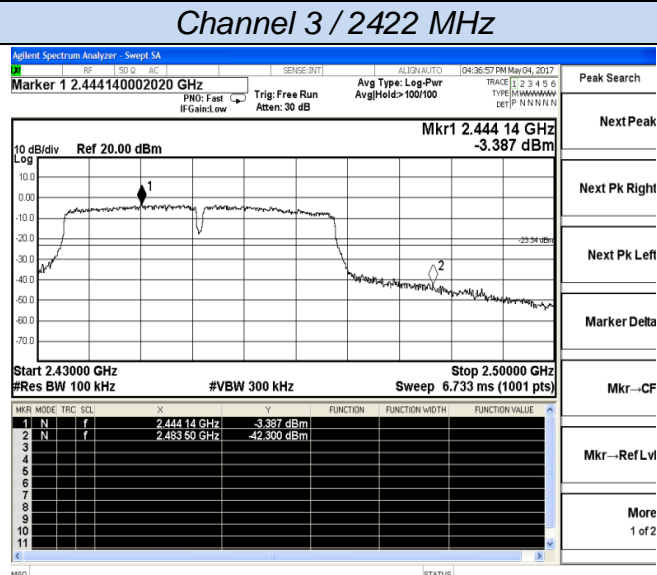 Channel 3 / 2422 MHz
Agilent Spectrum Analyzer - Swept SA
RF 50 Ω AC SENSE:INT ALIGN AUTO 04:36:57 PM May 04, 2017
Marker 1 2.444140002020 GHz
PNO: Fast
IFGain:Low
Trig: Free Run
Atten: 30 dB
Avg Type: Log-Pwr
Avg|Hold:>100/100
TRACE 1 2 3 4 5 6
TYPE MWWWWW
DET P N N N N N
Peak Search
Mkr1 2.444 14 GHz
-3.387 dBm
10 dB/div Ref 20.00 dBm
Log
10.0
0.00
-10.0
-20.0
-30.0
-40.0
-50.0
-60.0
-70.0
1
2
-23.34 dBm
Start 2.43000 GHz Stop 2.50000 GHz
#Res BW 100 kHz #VBW 300 kHz Sweep 6.733 ms (1001 pts)
MKR MODE TRC SCL X Y FUNCTION FUNCTION WIDTH FUNCTION VALUE
1 N f 2.444 14 GHz -3.387 dBm
2 N f 2.483 50 GHz -42.300 dBm
3
4
5
6
7
8
9
10
11
MSG STATUS
Next Peak
Next Pk Right
Next Pk Left
Marker Delta
Mkr→CF
Mkr→Ref Lvl
More
1 of 2